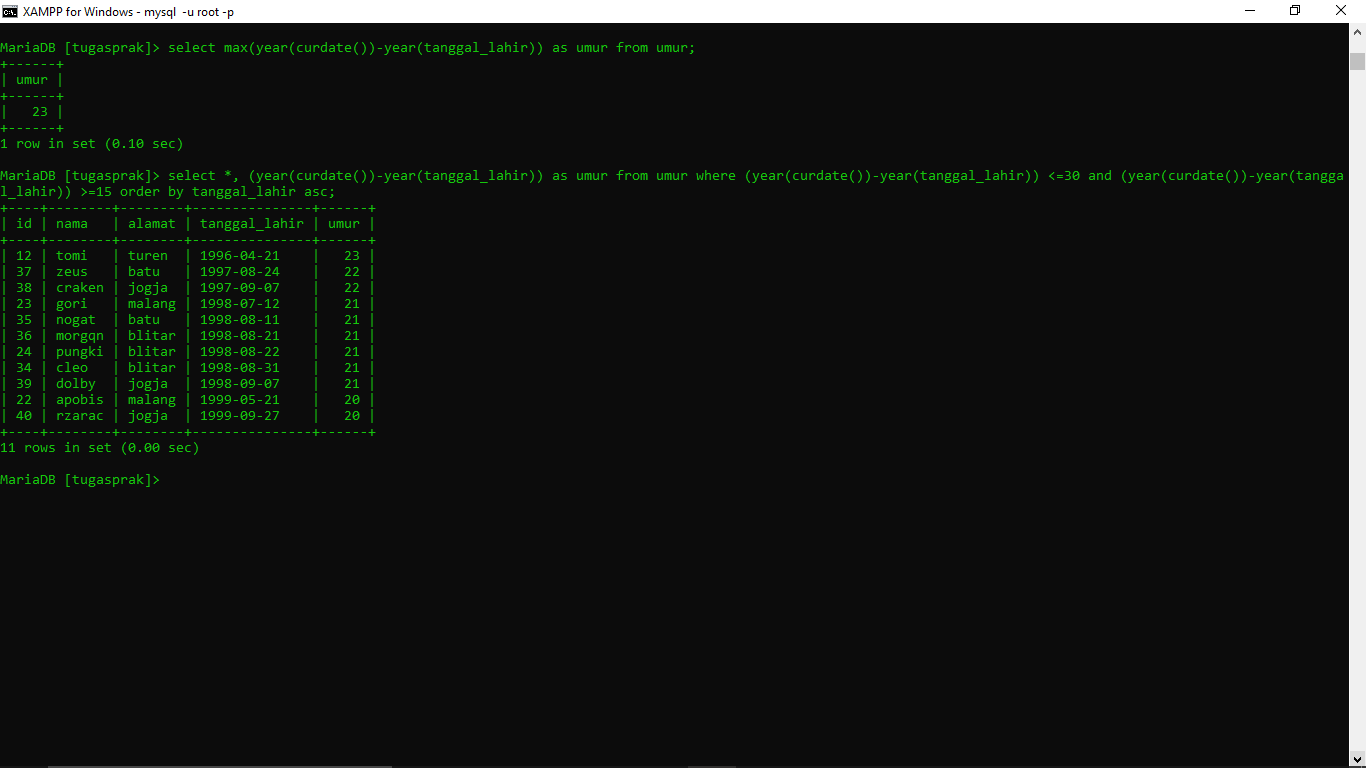 XAMPP for Windows - mysql  -u root -p
MariaDB [tugasprak]> select max(year(curdate())-year(tanggal_lahir)) as umur from umur;
+------+
| umur |
+------+
|   23 |
+------+
1 row in set (0.10 sec)
MariaDB [tugasprak]> select *, (year(curdate())-year(tanggal_lahir)) as umur from umur where (year(curdate())-year(tanggal_lahir)) <=30 and (year(curdate())-year(tangga
l_lahir)) >=15 order by tanggal_lahir asc;
+----+--------+--------+---------------+------+
| id | nama   | alamat | tanggal_lahir | umur |
+----+--------+--------+---------------+------+
| 12 | tomi   | turen  | 1996-04-21    |   23 |
| 37 | zeus   | batu   | 1997-08-24    |   22 |
| 38 | craken | jogja  | 1997-09-07    |   22 |
| 23 | gori   | malang | 1998-07-12    |   21 |
| 35 | nogat  | batu   | 1998-08-11    |   21 |
| 36 | morgqn | blitar | 1998-08-21    |   21 |
| 24 | pungki | blitar | 1998-08-22    |   21 |
| 34 | cleo   | blitar | 1998-08-31    |   21 |
| 39 | dolby  | jogja  | 1998-09-07    |   21 |
| 22 | apobis | malang | 1999-05-21    |   20 |
| 40 | rzarac | jogja  | 1999-09-27    |   20 |
+----+--------+--------+---------------+------+
11 rows in set (0.00 sec)
MariaDB [tugasprak]>